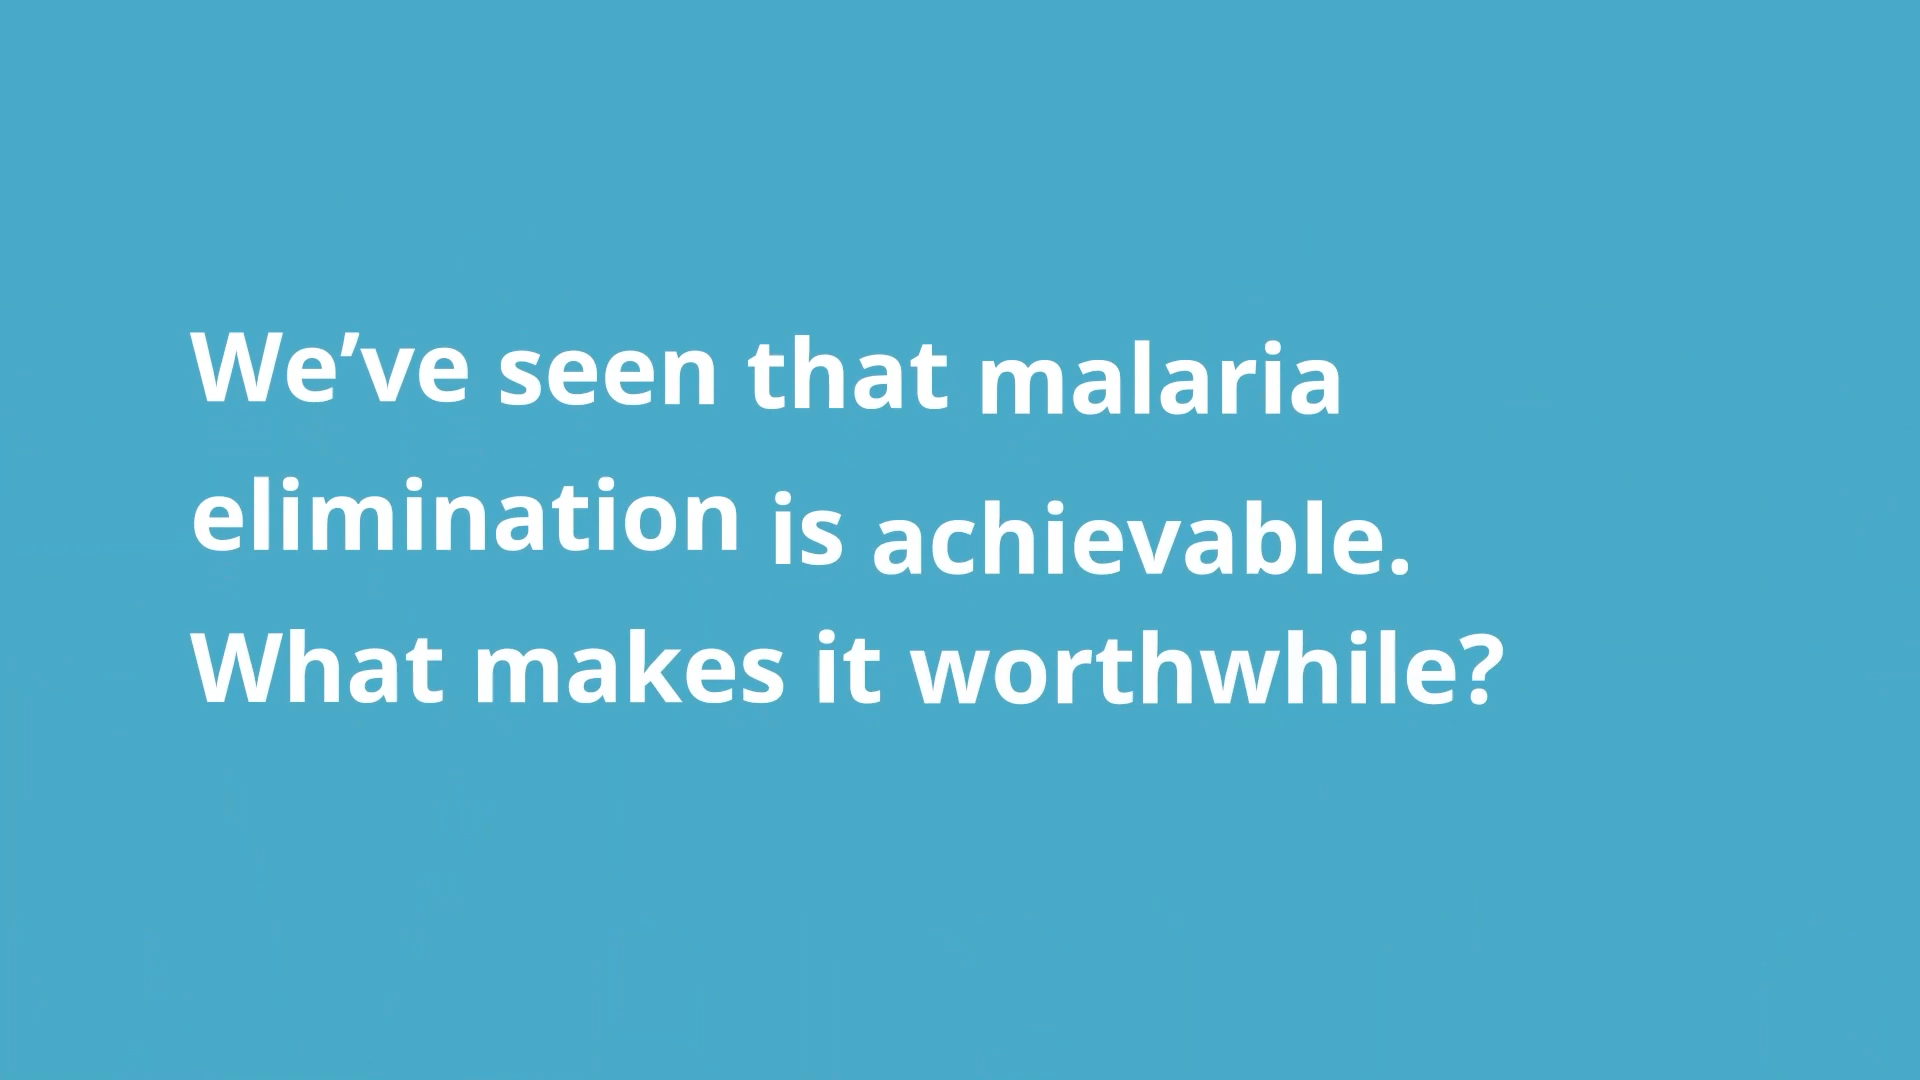 We’ve seen that malaria
elimination is achievable.
What makes it worthwhile?